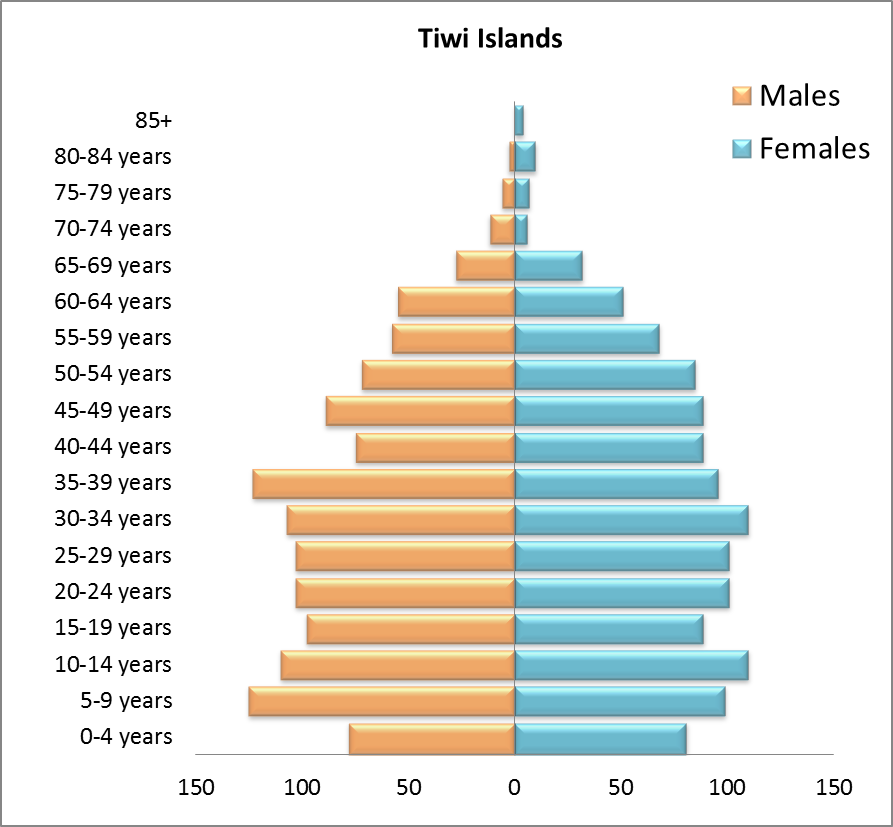 Tiwi Islands
Males
Females
85+
80-84 years
75-79 years
70-74 years
65-69 years
60-64 years
55-59 years
50-54 years
45-49 years
40-44 years
35-39 years
30-34 years
25-29 years
20-24 years
15-19 years
10-14 years
5-9 years
0-4 years
150 100 50 0 50 100 150